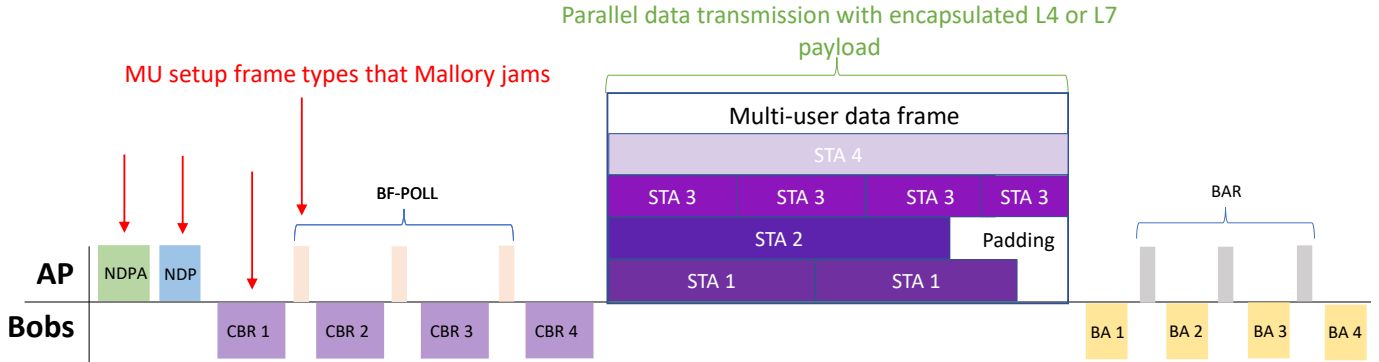 Parallel data transmission with encapsulated L4 or L7
payload
MU setup frame types that Mallory jams
Multi-user data frame
STA 4
BF-POLL
STA 3 STA 3 STA 3 STA 3
BAR
STA 2 Padding
AP NDPA NDP STA 1 STA 1
Bobs CBR 1 CBR 2 CBR 3 CBR 4 BA 1 BA 2 BA 3 BA 4